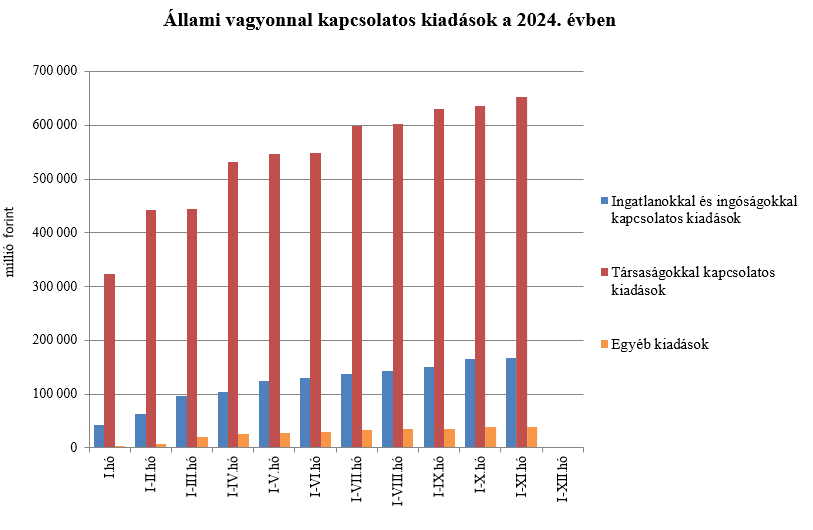 Állami vagyonnal kapcsolatos kiadások a 2024. évben
700 000
600 000
500 000
400 000
300 000
200 000
100 000
0
millió forint
I.hó
I-II.hó
I-III.hó
I-IV.hó
I-V.hó
I-VI.hó
I-VII.hó
I-VIII.hó
I-IX.hó
I-X.hó
I-XI.hó
I-XII.hó
Ingatlanokkal és ingóságokkal
kapcsolatos kiadások
Társaságokkal kapcsolatos
kiadások
Egyéb kiadások